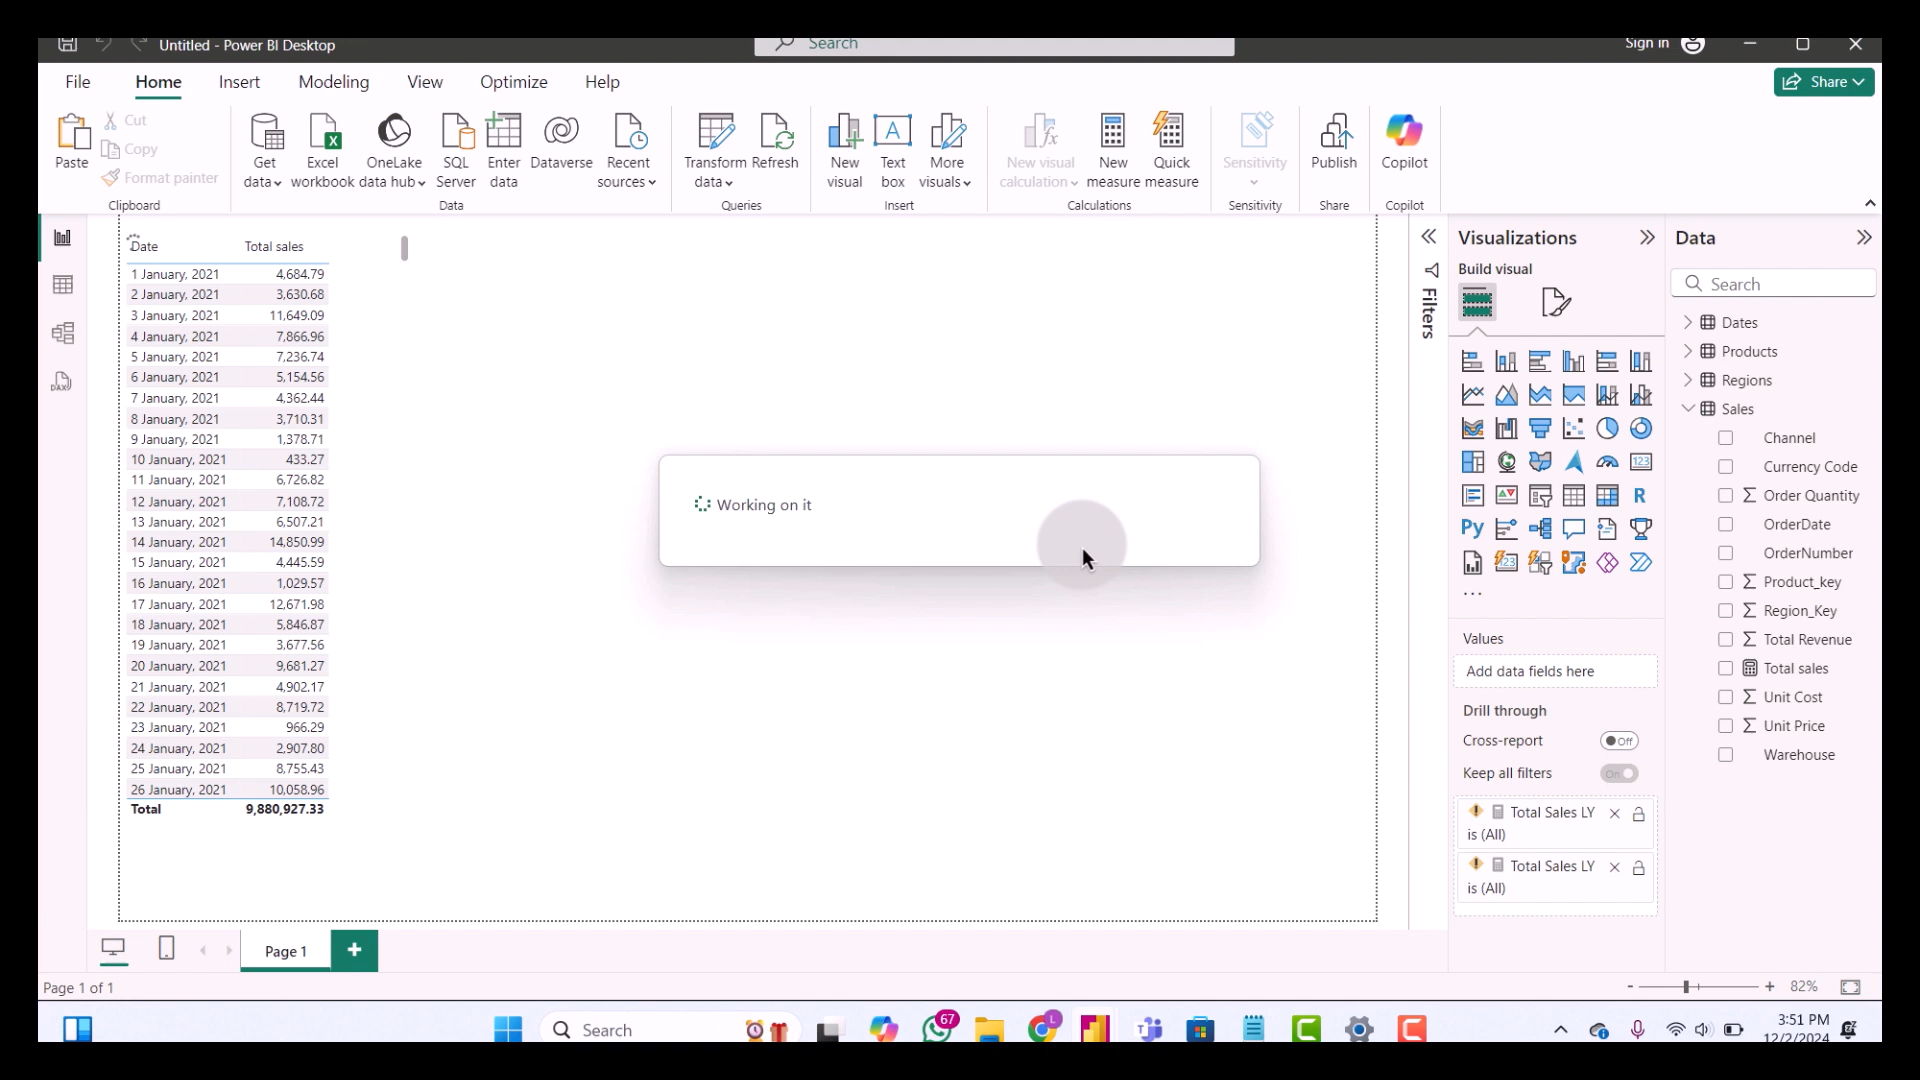 Untitled - Power BI Desktop
Search
Sign in
File Home Insert Modeling View Optimize Help
Share
Paste
Cut
Copy
Format painter
Clipboard
Get data
Excel workbook
OneLake data hub
SQL Server
Enter data
Dataverse
Recent sources
Data
Transform data
Refresh
Queries
New visual
Text box
More visuals
Insert
New visual calculation
New measure
Quick measure
Calculations
Sensitivity
Sensitivity
Publish
Share
Copilot
Copilot
Date Total sales
1 January, 2021 4,684.79
2 January, 2021 3,630.68
3 January, 2021 11,649.09
4 January, 2021 7,866.96
5 January, 2021 7,236.74
6 January, 2021 5,154.56
7 January, 2021 4,362.44
8 January, 2021 3,710.31
9 January, 2021 1,378.71
10 January, 2021 433.27
11 January, 2021 6,726.82
12 January, 2021 7,108.72
13 January, 2021 6,507.21
14 January, 2021 14,850.99
15 January, 2021 4,445.59
16 January, 2021 1,029.57
17 January, 2021 12,671.98
18 January, 2021 5,846.87
19 January, 2021 3,677.56
20 January, 2021 9,681.27
21 January, 2021 4,902.17
22 January, 2021 8,719.72
23 January, 2021 966.29
24 January, 2021 2,907.80
25 January, 2021 8,755.43
26 January, 2021 10,058.96
Total 9,880,927.33
Working on it
Filters
Visualizations
Build visual
123
R
Py
123
...
Values
Add data fields here
Drill through
Cross-report Off
Keep all filters On
Total Sales LY
is (All)
Total Sales LY
is (All)
Data
Search
Dates
Products
Regions
Sales
Channel
Currency Code
Order Quantity
OrderDate
OrderNumber
Product_key
Region_Key
Total Revenue
Total sales
Unit Cost
Unit Price
Warehouse
DAX
Page 1
Page 1 of 1
- + 82%
Search
67
L
3:51 PM
12/2/2024